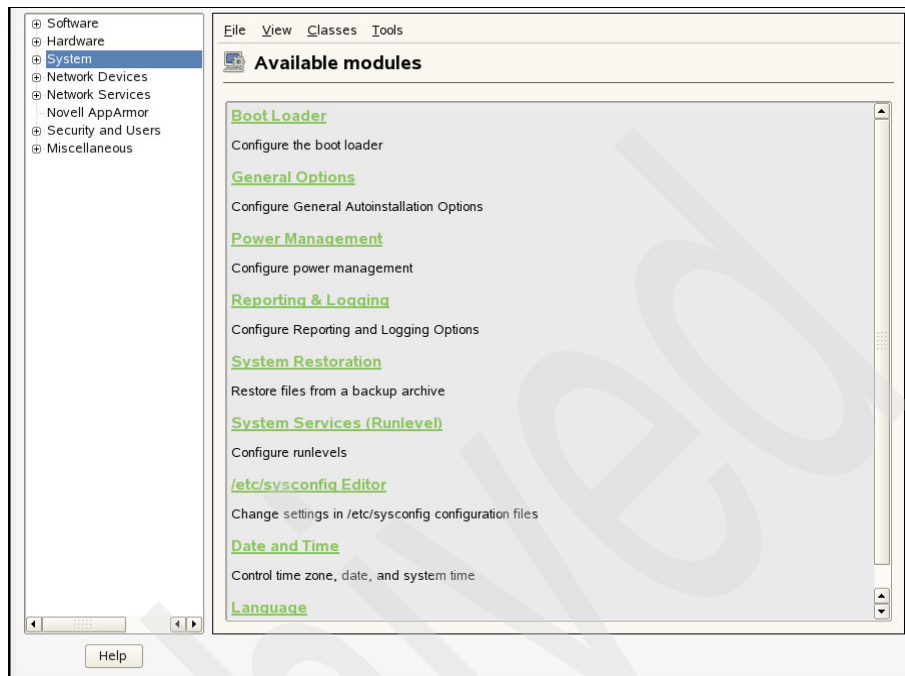 Software
Hardware
System
Network Devices
Network Services
Novell AppArmor
Security and Users
Miscellaneous
Help
File View Classes Tools
Available modules
Boot Loader
Configure the boot loader
General Options
Configure General Autoinstallation Options
Power Management
Configure power management
Reporting & Logging
Configure Reporting and Logging Options
System Restoration
Restore files from a backup archive
System Services (Runlevel)
Configure runlevels
/etc/sysconfig Editor
Change settings in /etc/sysconfig configuration files
Date and Time
Control time zone, date, and system time
Language